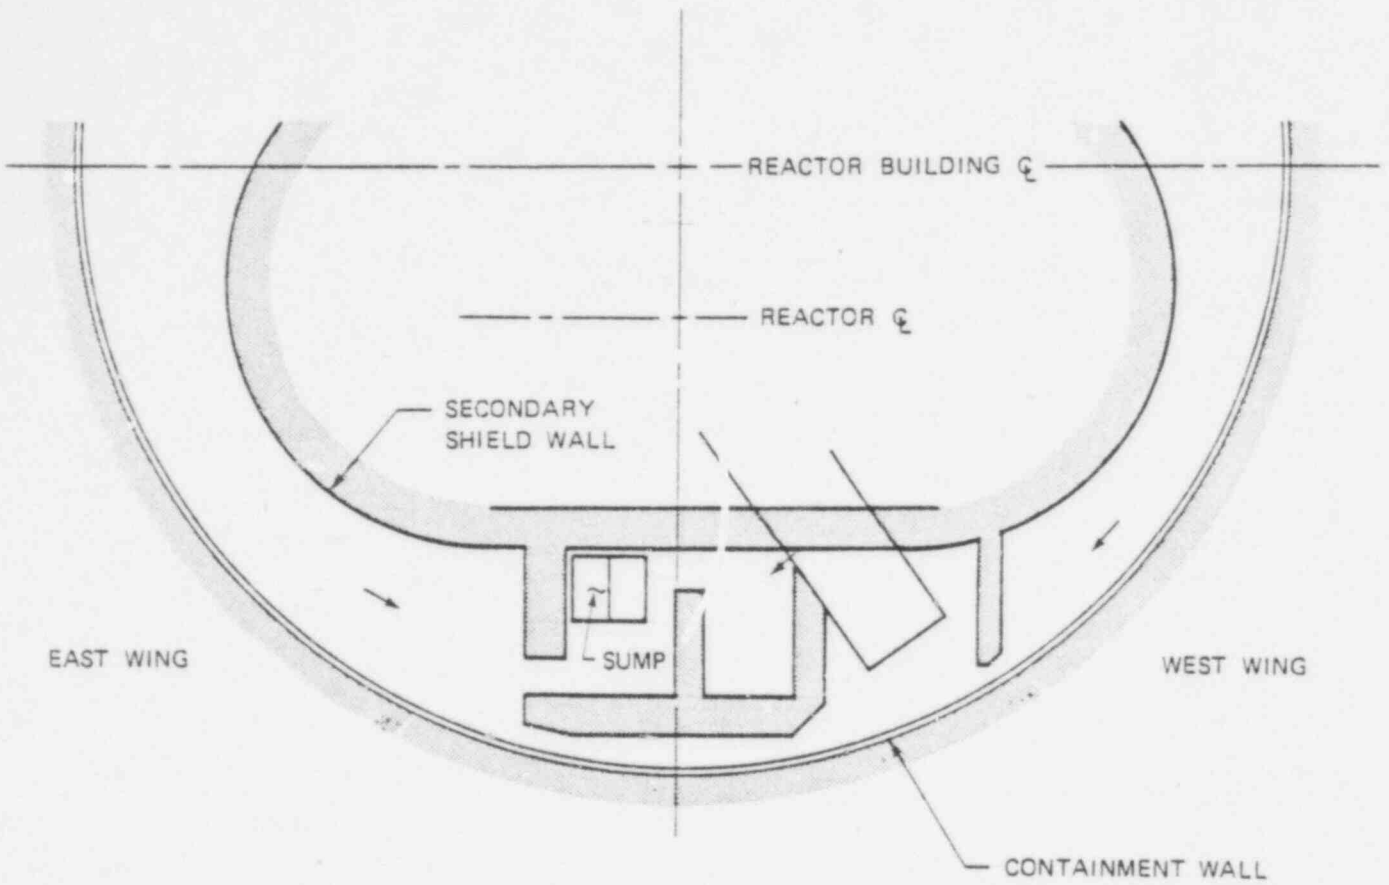 REACTOR BUILDING ℄
REACTOR ℄
SECONDARY
SHIELD WALL
EAST WING
SUMP
WEST WING
CONTAINMENT WALL